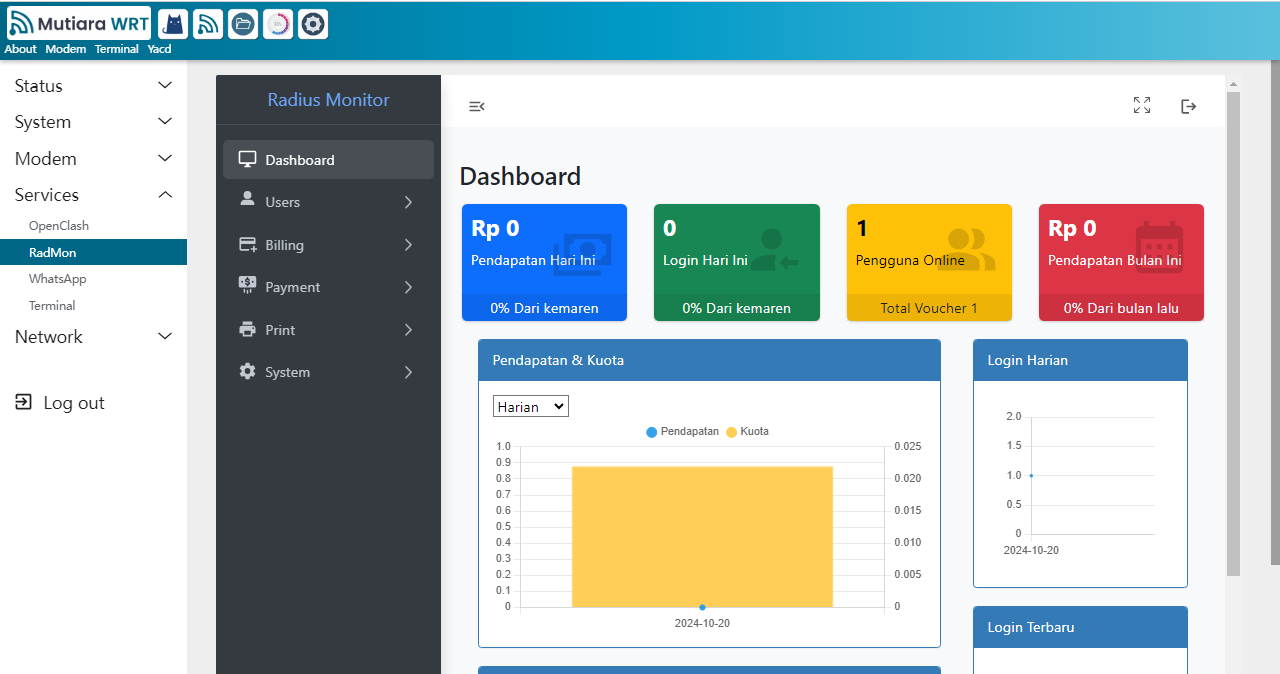 Mutiara WRT
About Modem Terminal Yacd
Status
System
Modem
Services
OpenClash
RadMon
WhatsApp
Terminal
Network
Log out
Radius Monitor
Dashboard
Users
Billing
Payment
Print
System
Dashboard
Rp 0
Pendapatan Hari Ini
0% Dari kemaren
0
Login Hari Ini
0% Dari kemaren
1
Pengguna Online
Total Voucher 1
Rp 0
Pendapatan Bulan Ini
0% Dari bulan lalu
Pendapatan & Kuota
Harian
Pendapatan Kuota
1.0
0.9
0.8
0.7
0.6
0.5
0.4
0.3
0.2
0.1
0
0.025
0.020
0.015
0.010
0.005
0
2024-10-20
Login Harian
2.0
1.5
1.0
0.5
0
2024-10-20
Login Terbaru